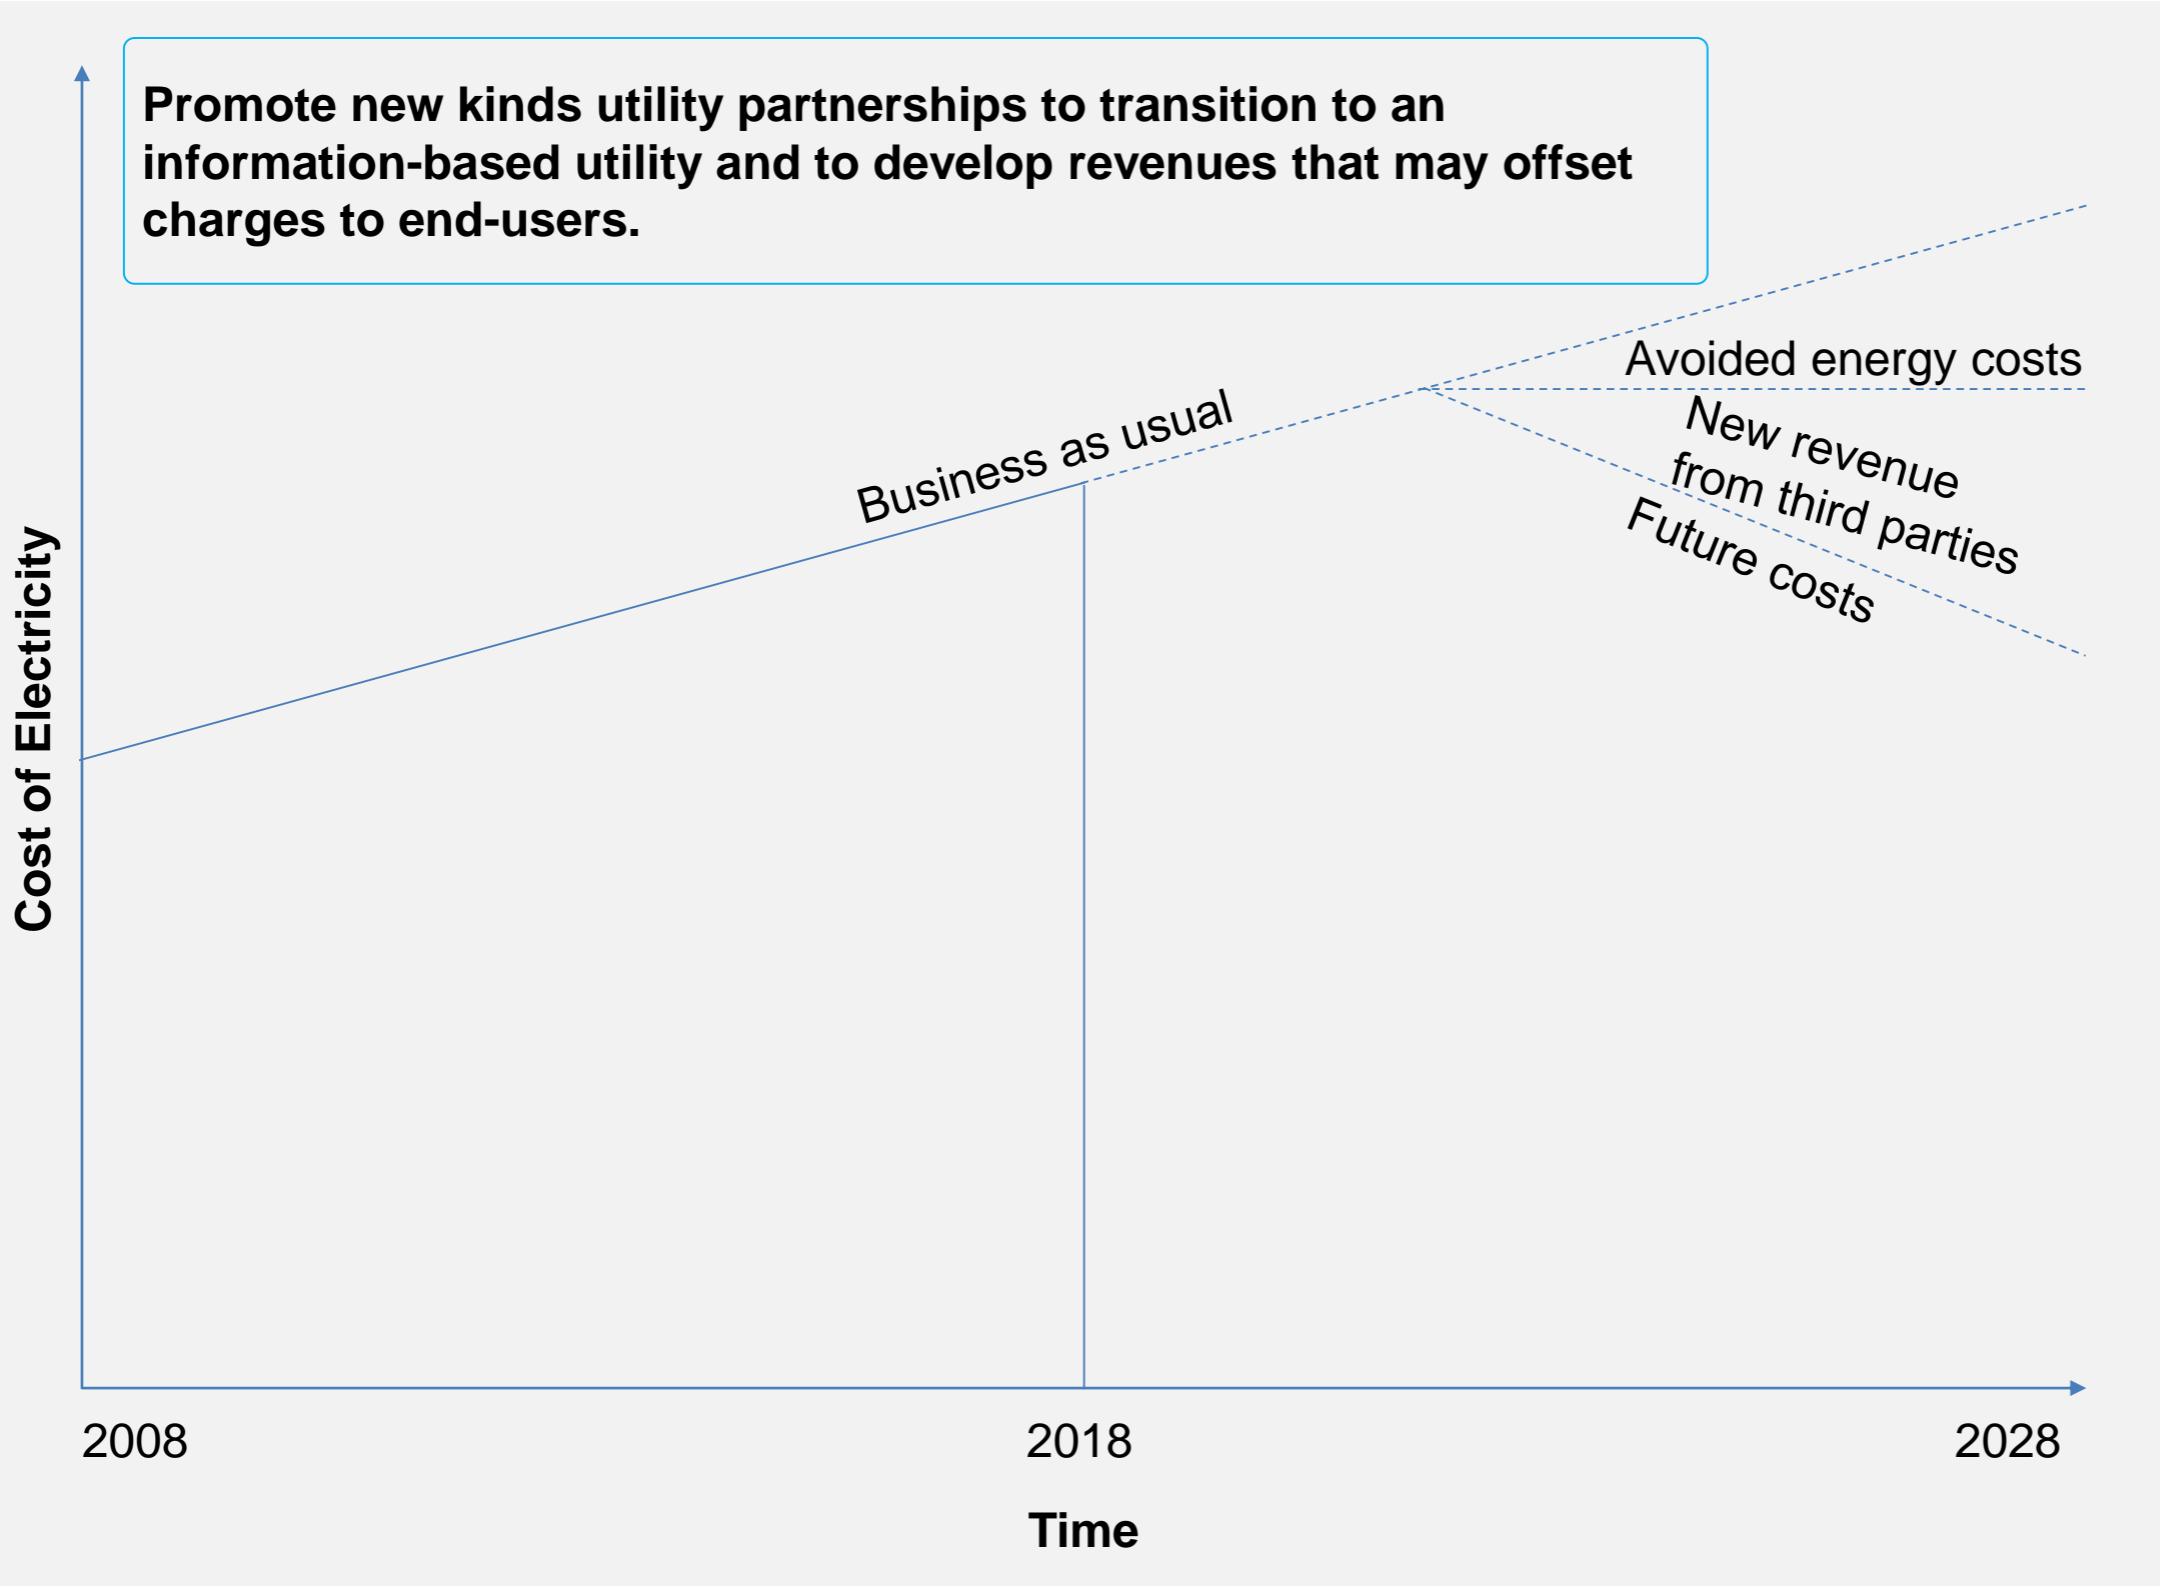 Promote new kinds utility partnerships to transition to an
information-based utility and to develop revenues that may offset
charges to end-users.
Avoided energy costs
Business as usual
New revenue
from third parties
Future costs
Cost of Electricity
2008
2018
2028
Time